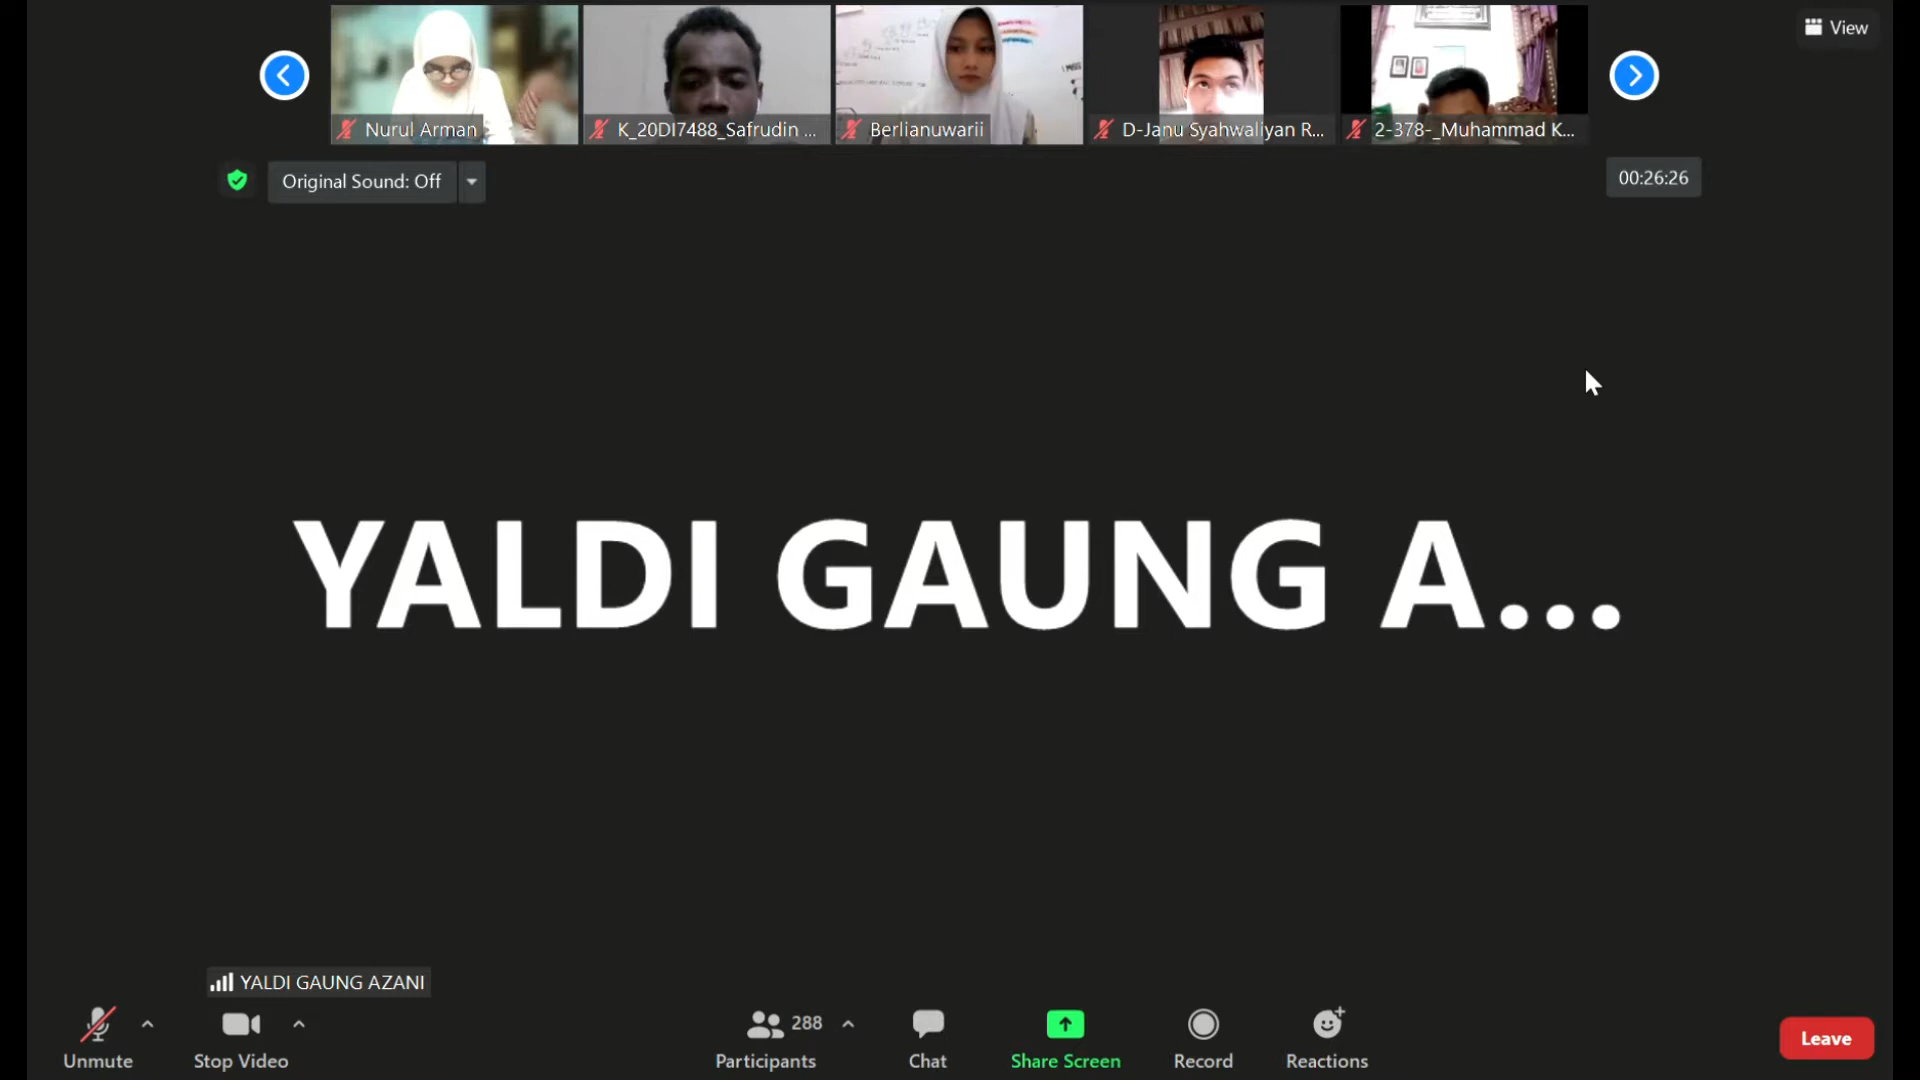 View
Nurul Arman
K_20DI7488_Safrudin ...
Berlianuwarii
D-Janu Syahwaliyan R...
2-378-_Muhammad K...
Original Sound: Off
00:26:26
YALDI GAUNG A...
YALDI GAUNG AZANI
Unmute
Stop Video
288
Participants
Chat
Share Screen
Record
Reactions
Leave